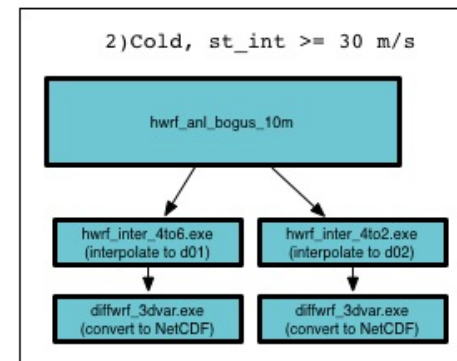 2)Cold, st_int >= 30 m/s
hwrf_anl_bogus_10m
hwrf_inter_4to6.exe
(interpolate to d01)
hwrf_inter_4to2.exe
(interpolate to d02)
diffwrf_3dvar.exe
(convert to NetCDF)
diffwrf_3dvar.exe
(convert to NetCDF)